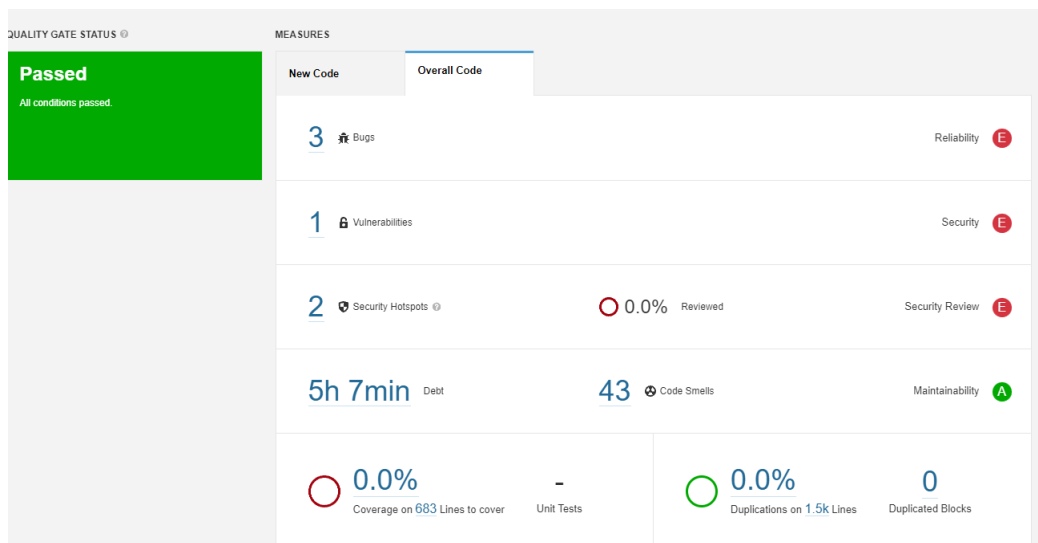 QUALITY GATE STATUS
MEASURES
Passed
All conditions passed.
New Code
Overall Code
3 Bugs
Reliability E
1 Vulnerabilities
Security E
2 Security Hotspots
0.0% Reviewed
Security Review E
5h 7min Debt
43 Code Smells
Maintainability A
0.0%
Coverage on 683 Lines to cover
-
Unit Tests
0.0%
Duplications on 1.5k Lines
0
Duplicated Blocks